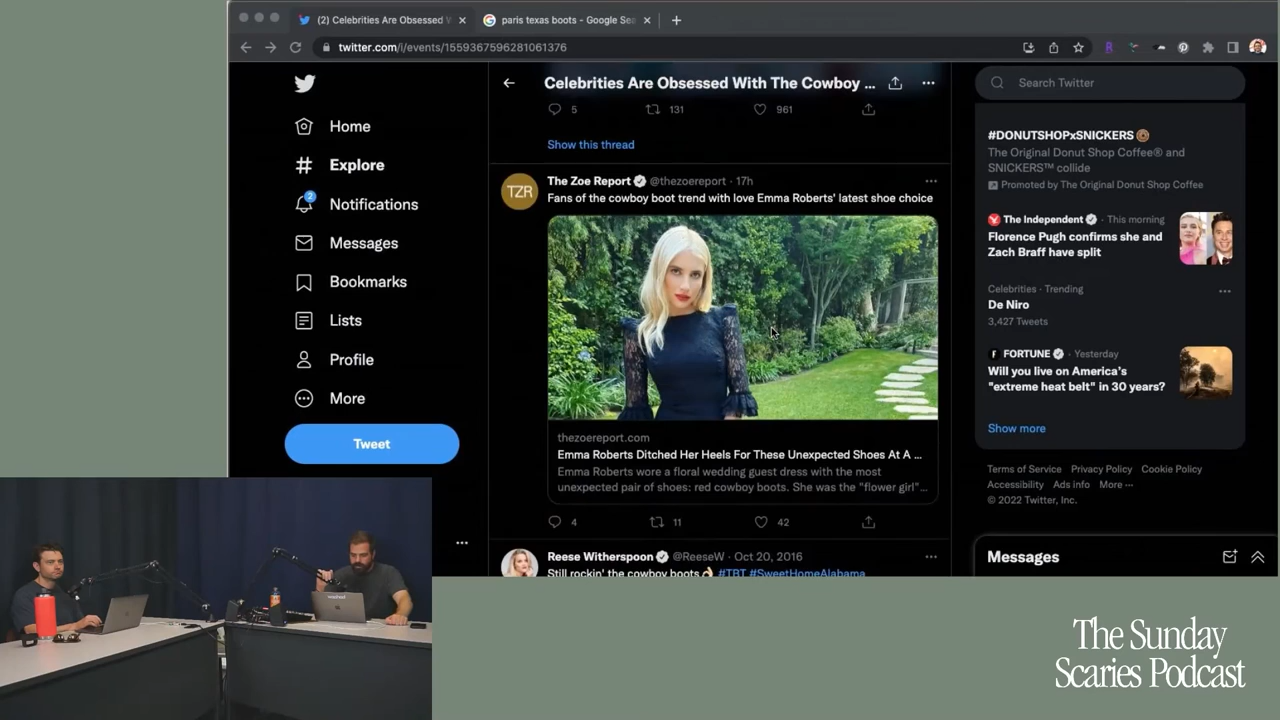 (2) Celebrities Are Obsessed W
paris texas boots - Google Sea
twitter.com/i/events/1559367596281061376
Home
Explore
2
Notifications
Messages
Bookmarks
Lists
Profile
More
Tweet
Celebrities Are Obsessed With The Cowboy ...
5 131 961
Show this thread
TZR
The Zoe Report @thezoereport · 17h
Fans of the cowboy boot trend with love Emma Roberts' latest shoe choice
thezoereport.com
Emma Roberts Ditched Her Heels For These Unexpected Shoes At A ...
Emma Roberts wore a floral wedding guest dress with the most
unexpected pair of shoes: red cowboy boots. She was the "flower girl"...
4 11 42
Reese Witherspoon @ReeseW · Oct 20, 2016
Still rockin' the cowboy boots👌 #TBT #SweetHomeAlabama
Search Twitter
#DONUTSHOPxSNICKERS
The Original Donut Shop Coffee® and
SNICKERS™ collide
Promoted by The Original Donut Shop Coffee
The Independent · This morning
Florence Pugh confirms she and
Zach Braff have split
Celebrities · Trending
De Niro
3,427 Tweets
F FORTUNE · Yesterday
Will you live on America's
"extreme heat belt" in 30 years?
Show more
Terms of Service Privacy Policy Cookie Policy
Accessibility Ads info More ...
© 2022 Twitter, Inc.
Messages
The Sunday
Scaries Podcast